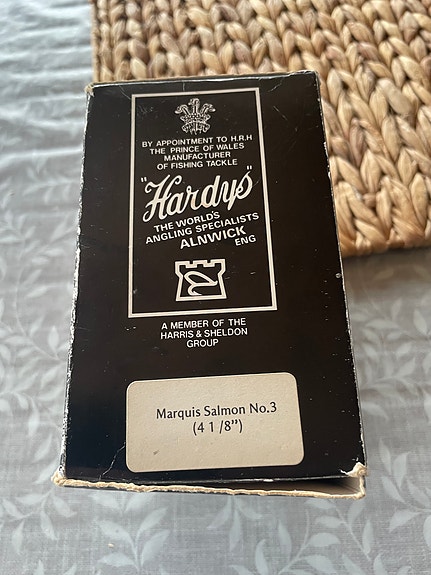 BY APPOINTMENT TO H.R.H
THE PRINCE OF WALES
MANUFACTURER
OF FISHING TACKLE
"Hardys"
THE WORLD'S
ANGLING SPECIALISTS
ALNWICK
ENG
A MEMBER OF THE
HARRIS & SHELDON
GROUP
Marquis Salmon No.3
(4 1 /8")